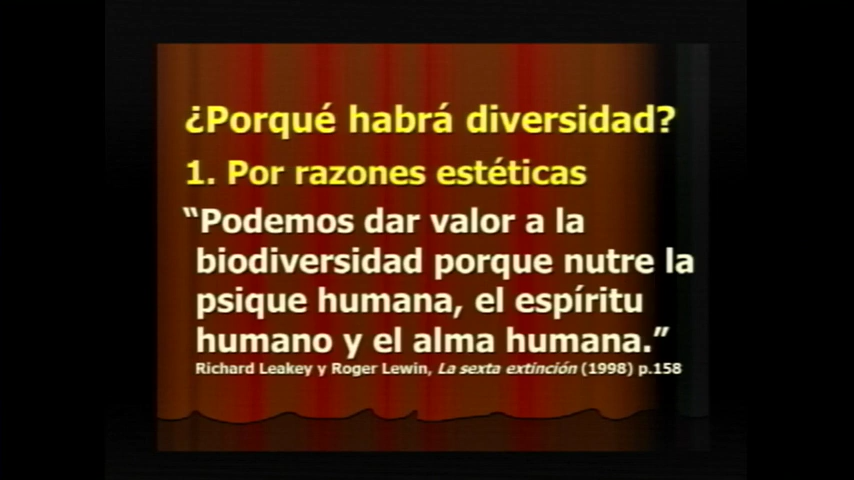 ¿Porqué habrá diversidad?
1. Por razones estéticas
“Podemos dar valor a la
biodiversidad porque nutre la
psique humana, el espíritu
humano y el alma humana.”
Richard Leakey y Roger Lewin, La sexta extinción (1998) p.158